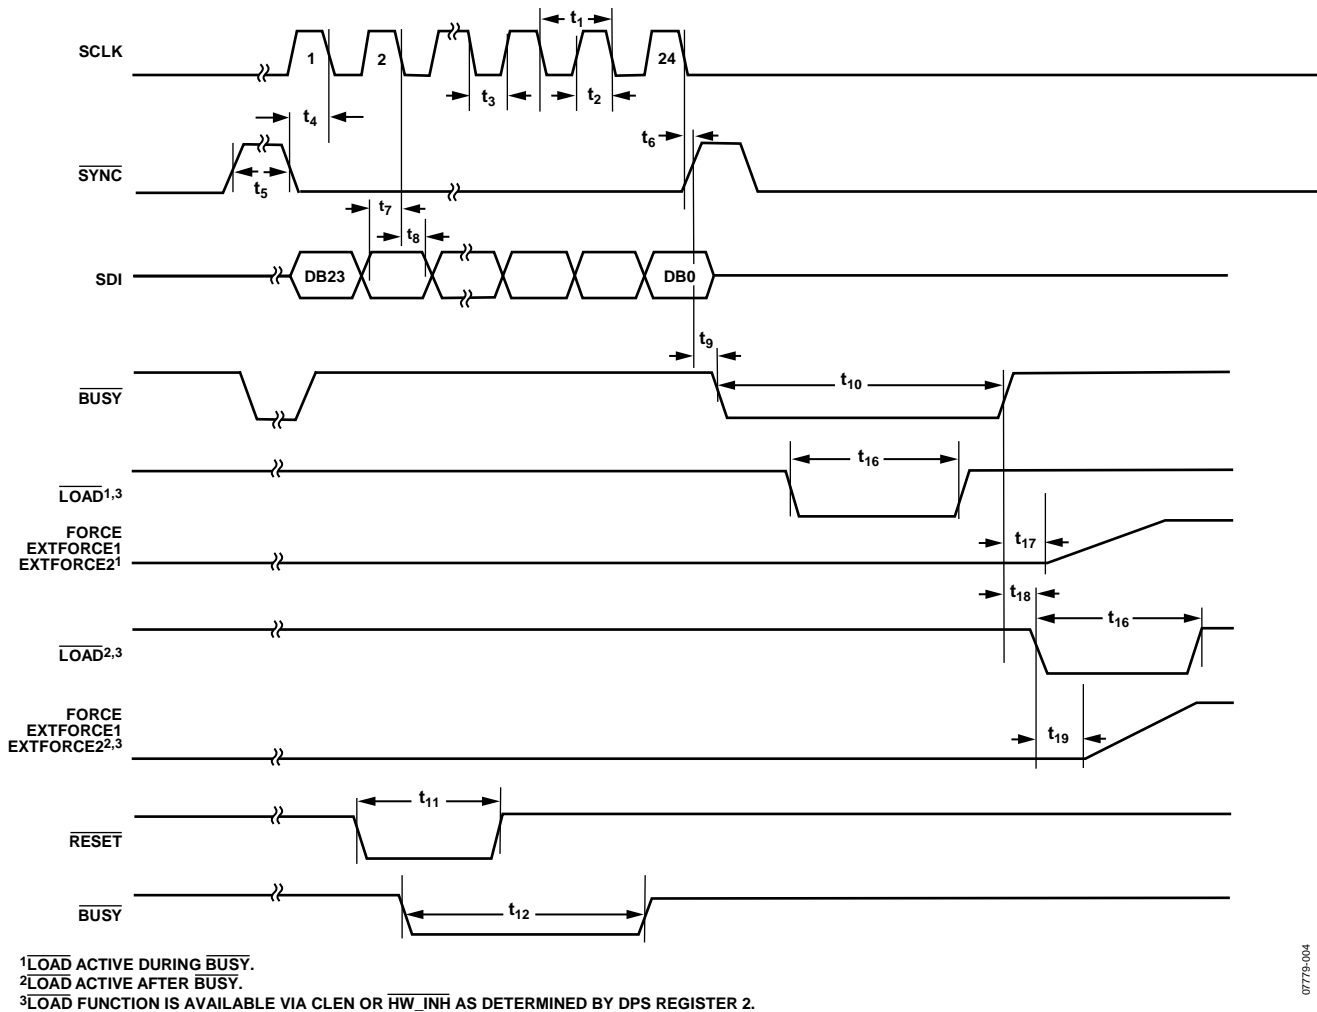 SCLK
1
2
24
t1
t3
t2
t4
t6
SYNC
t5
t7
t8
SDI
DB23
DB0
t9
BUSY
t10
t16
LOAD1,3
FORCE
EXTFORCE1
EXTFORCE21
t17
t18
t16
LOAD2,3
FORCE
EXTFORCE1
EXTFORCE22,3
t19
t11
RESET
t12
BUSY
1LOAD ACTIVE DURING BUSY.
2LOAD ACTIVE AFTER BUSY.
3LOAD FUNCTION IS AVAILABLE VIA CLEN OR HW_INH AS DETERMINED BY DPS REGISTER 2.
07779-004